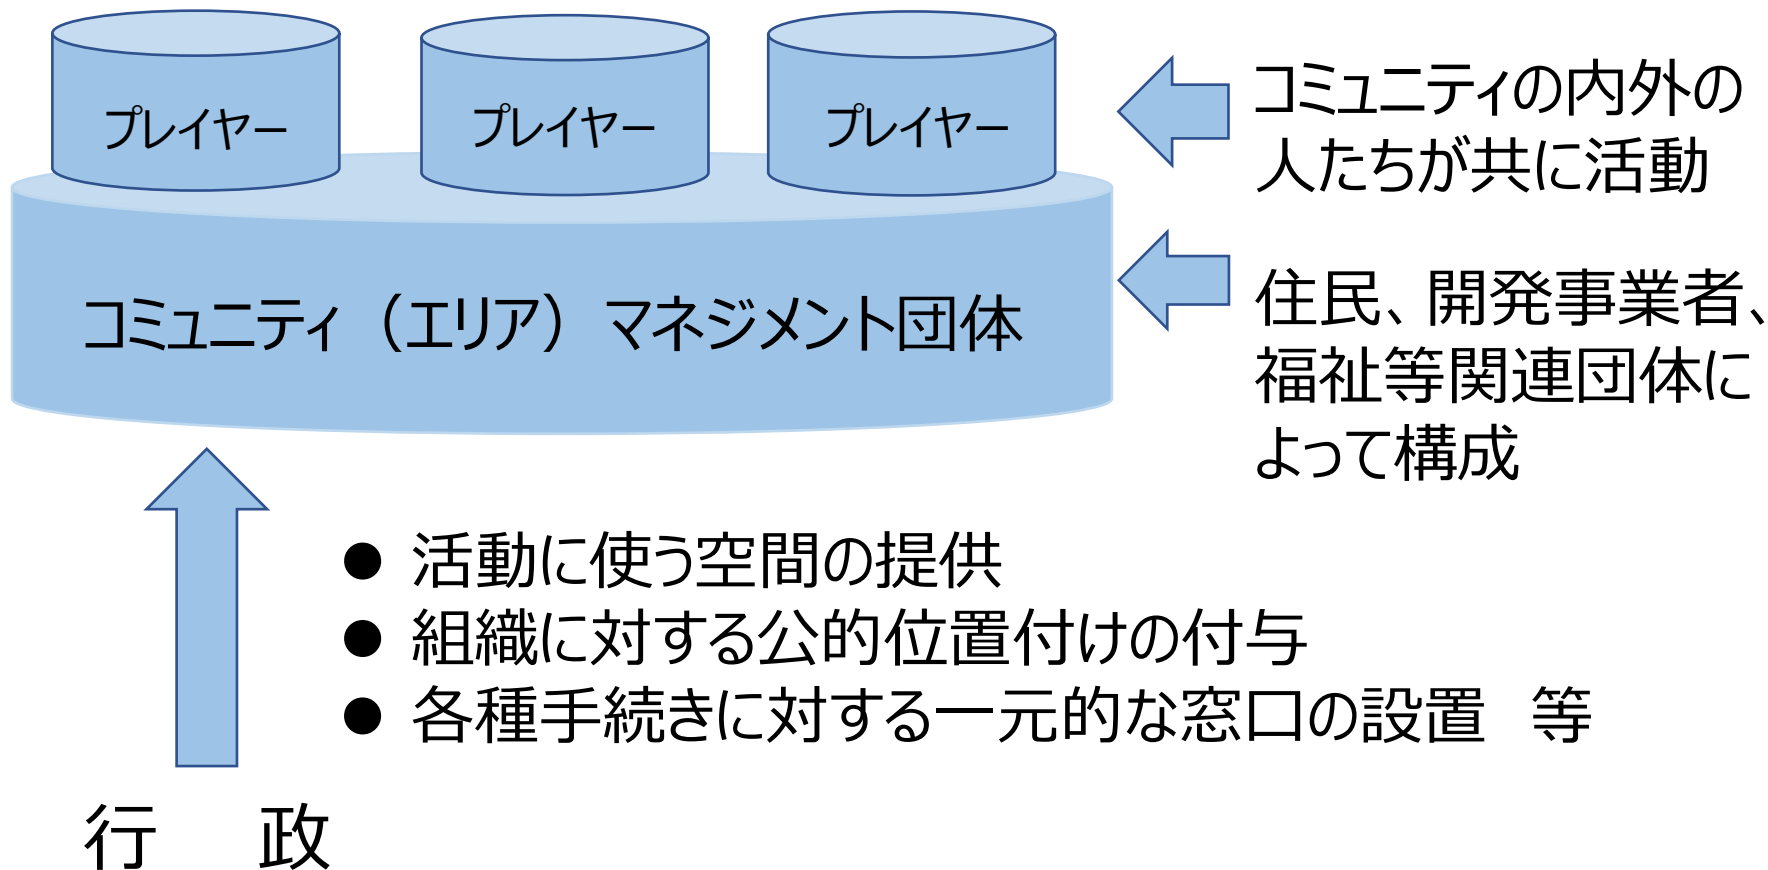 プレイヤー
プレイヤー
プレイヤー
コミュニティの内外の
人たちが共に活動
コミュニティ（エリア）マネジメント団体
住民、開発事業者、
福祉等関連団体に
よって構成
● 活動に使う空間の提供
● 組織に対する公的位置付けの付与
● 各種手続きに対する一元的な窓口の設置　等
行　政